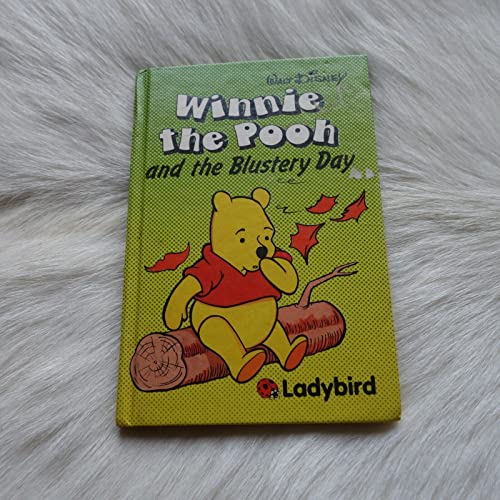 WALT DISNEY
Winnie
the Pooh
and the Blustery Day
Ladybird